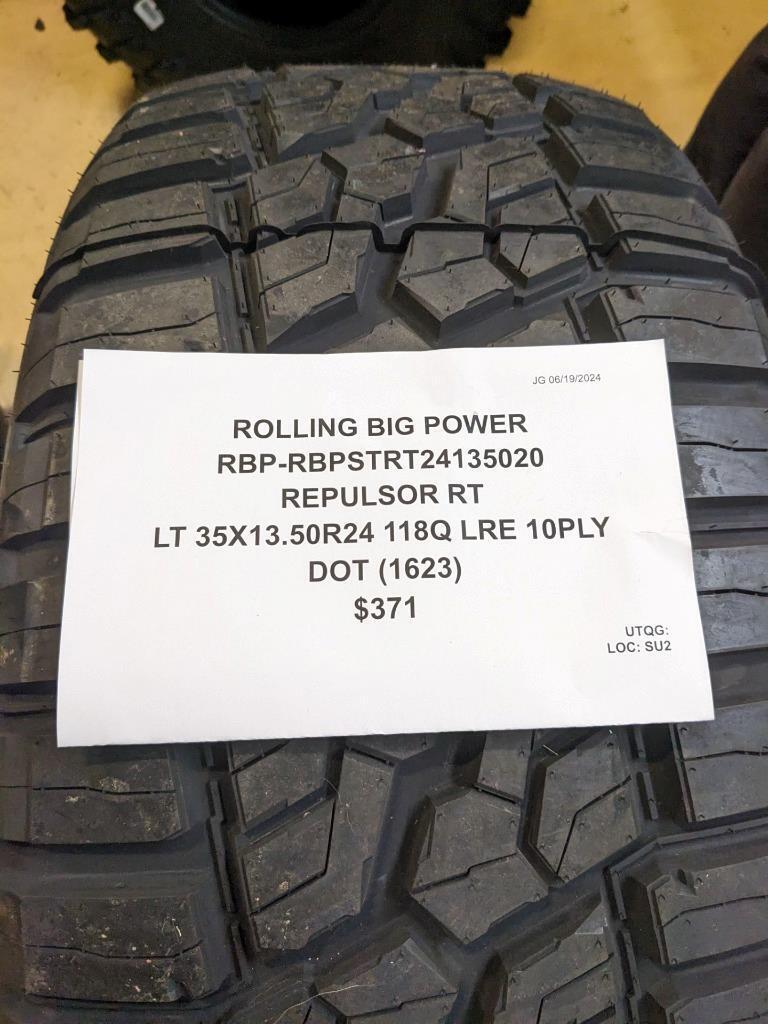 JG 06/19/2024
ROLLING BIG POWER
RBP-RBPSTRT24135020
REPULSOR RT
LT 35X13.50R24 118Q LRE 10PLY
DOT (1623)
$371
UTQG:
LOC: SU2